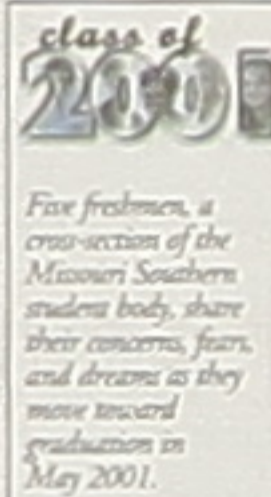 class of
2001
Five freshmen, a
cross-section of the
Missouri Southern
student body, share
their concerns, fears,
and dreams as they
move toward
graduation in
May 2001.